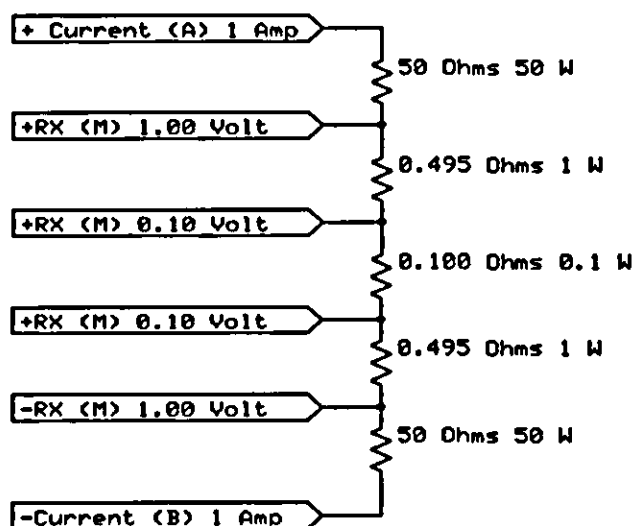 + Current (A) 1 Amp
50 Ohms 50 W
+RX (M) 1.00 Volt
0.495 Ohms 1 W
+RX (M) 0.10 Volt
0.100 Ohms 0.1 W
+RX (M) 0.10 Volt
0.495 Ohms 1 W
-RX (M) 1.00 Volt
50 Ohms 50 W
-Current (B) 1 Amp